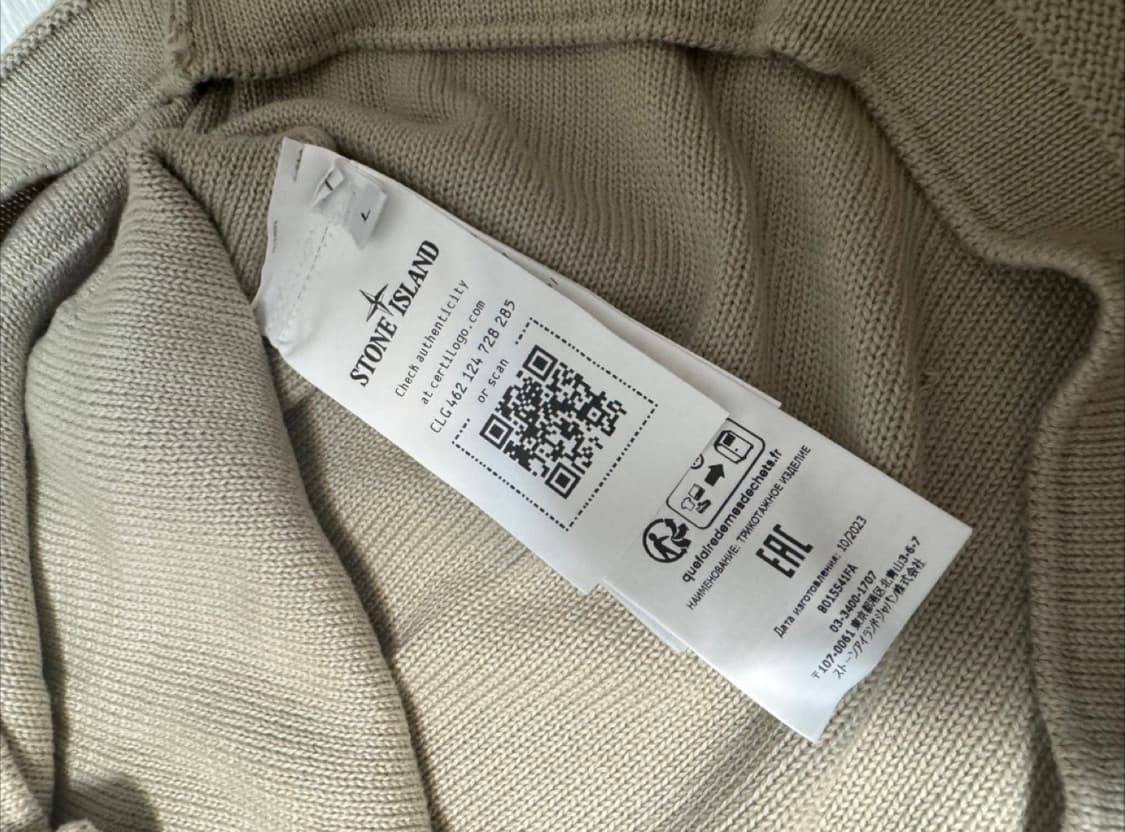 L
STONE ISLAND
Check authenticity
at certilogo.com
CLG 462 124 728 285
or scan
quefairedemesdechets.fr
НАИМЕНОВАНИЕ: ТРИКОТАЖНОЕ ИЗДЕЛИЕ
EAC
Дата изготовления: 10/2023
8015541FA
03-3400-1707
〒107-0061 東京都港区北青山3-6-7
ストーンアイランドジャパン株式会社